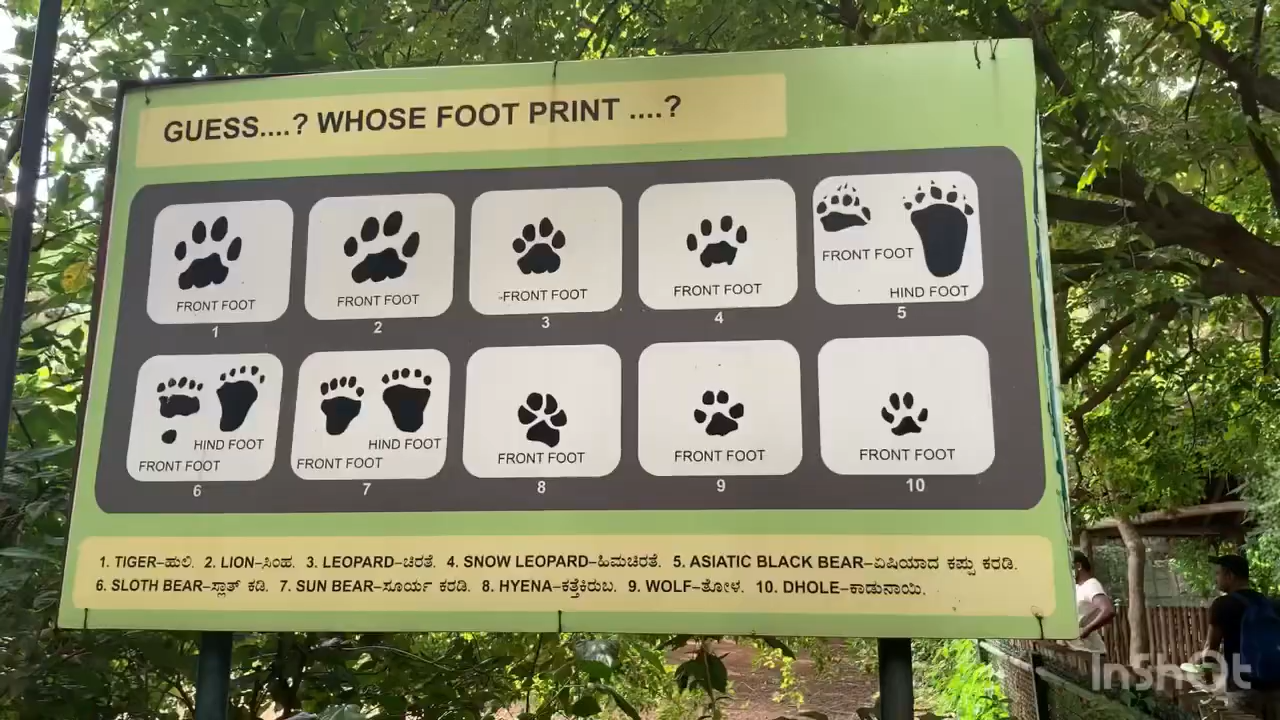 GUESS....? WHOSE FOOT PRINT ....?
FRONT FOOT
1
FRONT FOOT
2
-FRONT FOOT
3
FRONT FOOT
4
FRONT FOOT
HIND FOOT
5
HIND FOOT
FRONT FOOT
6
HIND FOOT
FRONT FOOT
7
FRONT FOOT
8
FRONT FOOT
9
FRONT FOOT
10
1. TIGER–ಹುಲಿ. 2. LION–ಸಿಂಹ. 3. LEOPARD–ಚಿರತೆ. 4. SNOW LEOPARD–ಹಿಮಚಿರತೆ. 5. ASIATIC BLACK BEAR–ಏಷಿಯಾದ ಕಪ್ಪು ಕರಡಿ.
6. SLOTH BEAR–ಸ್ಲಾತ್ ಕಡಿ. 7. SUN BEAR–ಸೂರ್ಯ ಕರಡಿ. 8. HYENA–ಕತ್ತೆಕಿರುಬ. 9. WOLF–ತೋಳ. 10. DHOLE–ಕಾಡುನಾಯಿ.
InShOt